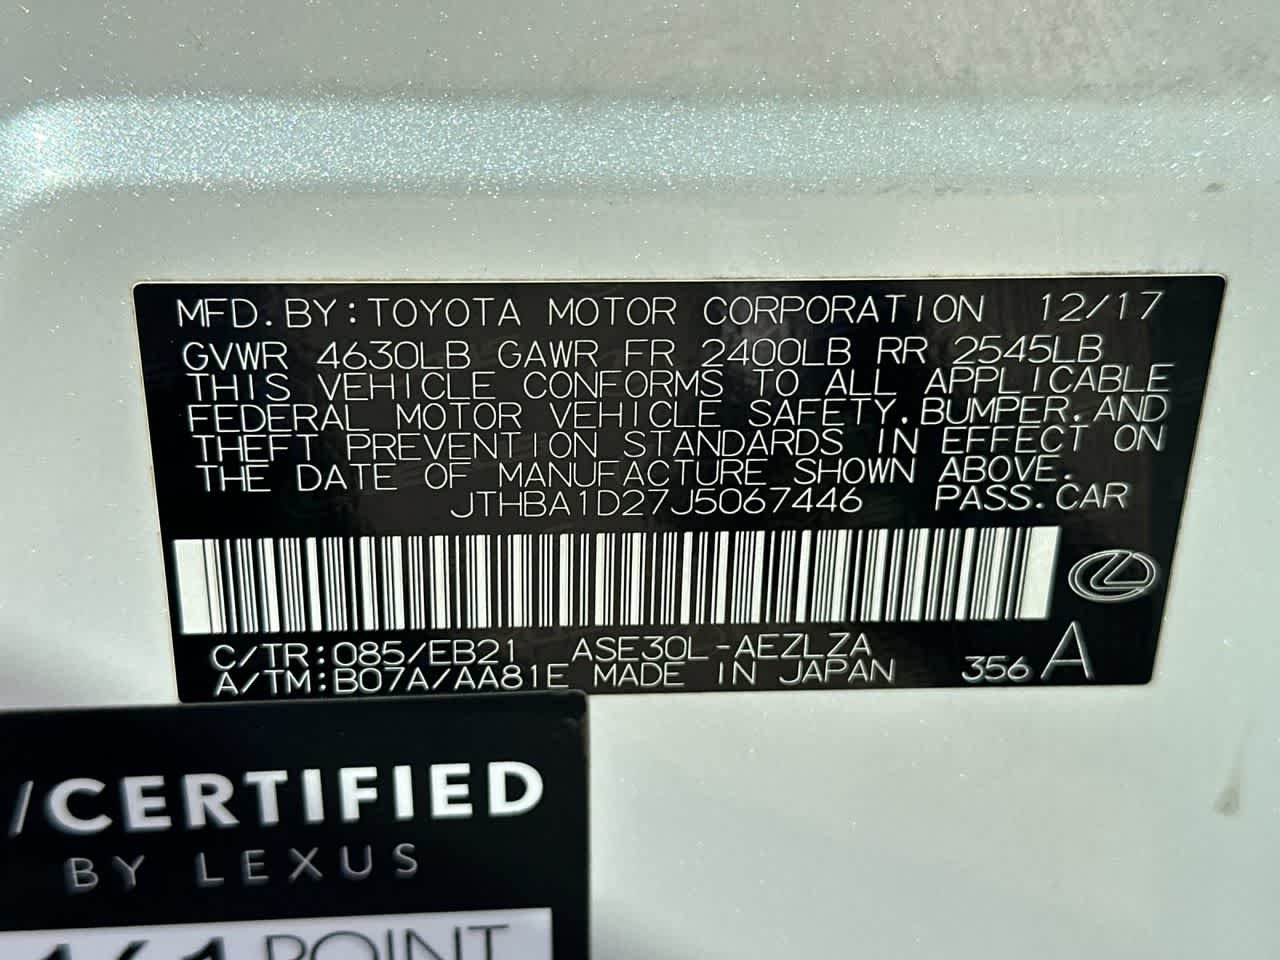 MFD. BY: TOYOTA MOTOR CORPORATION 12/17
GVWR 4630LB GAWR FR 2400LB RR 2545LB
THIS VEHICLE CONFORMS TO ALL APPLICABLE
FEDERAL MOTOR VEHICLE SAFETY, BUMPER, AND
THEFT PREVENTION STANDARDS IN EFFECT ON
THE DATE OF MANUFACTURE SHOWN ABOVE.
JTHBA1D27J5067446 PASS. CAR
C/TR: 085/EB21 ASE30L-AEZLZA
A/TM: B07A/AA81E MADE IN JAPAN 356 A
/CERTIFIED
BY LEXUS
161 POINT